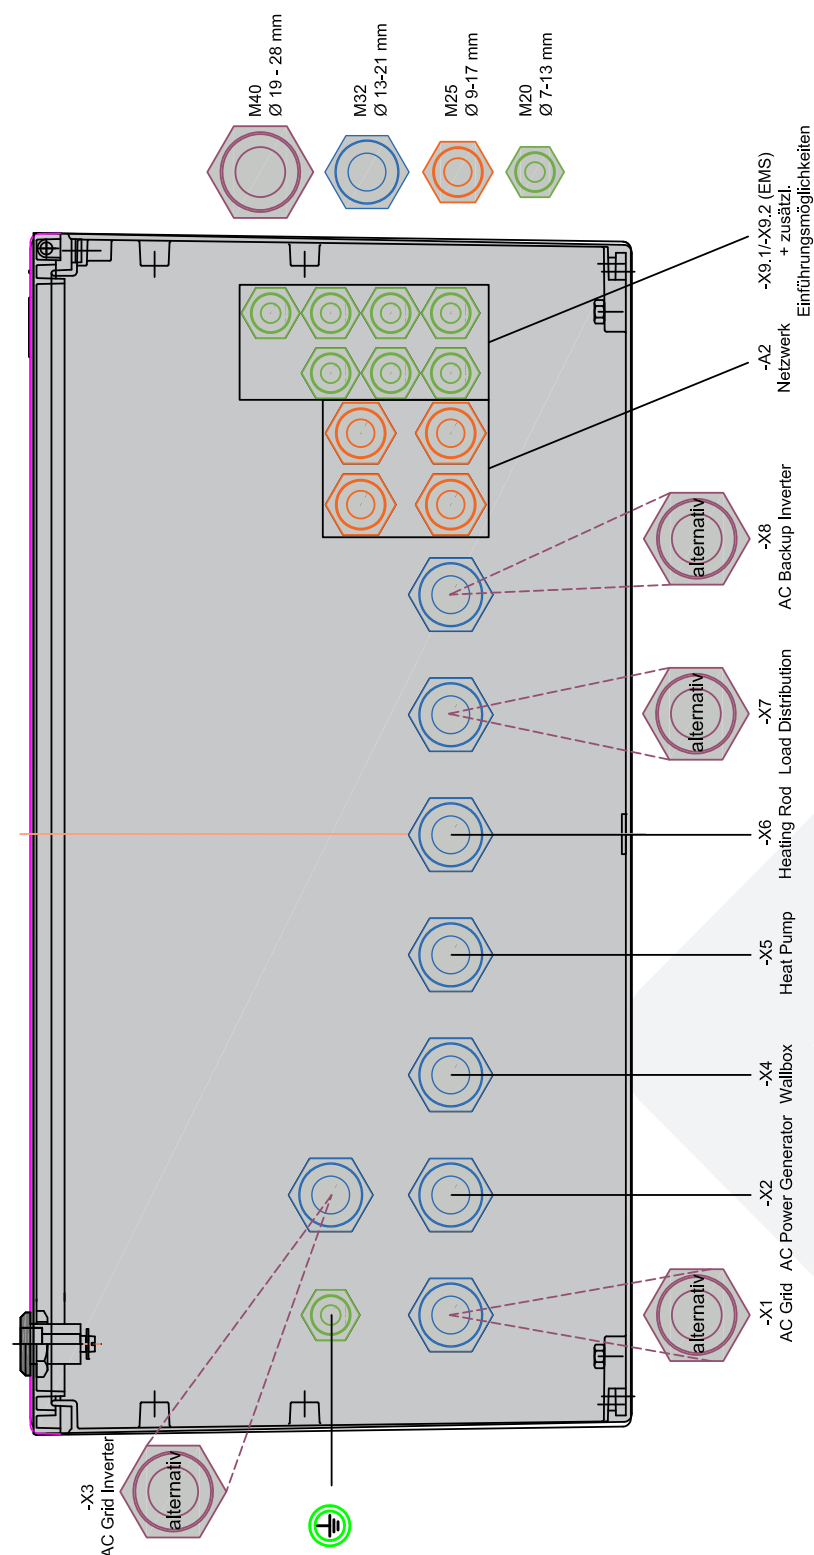 M40
Ø 19 - 28 mm
M32
Ø 13-21 mm
M25
Ø 9-17 mm
M20
Ø 7-13 mm
-X9.1/-X9.2 (EMS)
+ zusätzl.
Einführungsmöglichkeiten
-A2
Netzwerk
-X8
AC Backup Inverter
alternativ
-X7
Load Distribution
alternativ
-X6
Heating Rod
-X5
Heat Pump
-X4
Wallbox
-X2
AC Power Generator
-X1
AC Grid
alternativ
-X3
AC Grid Inverter
alternativ